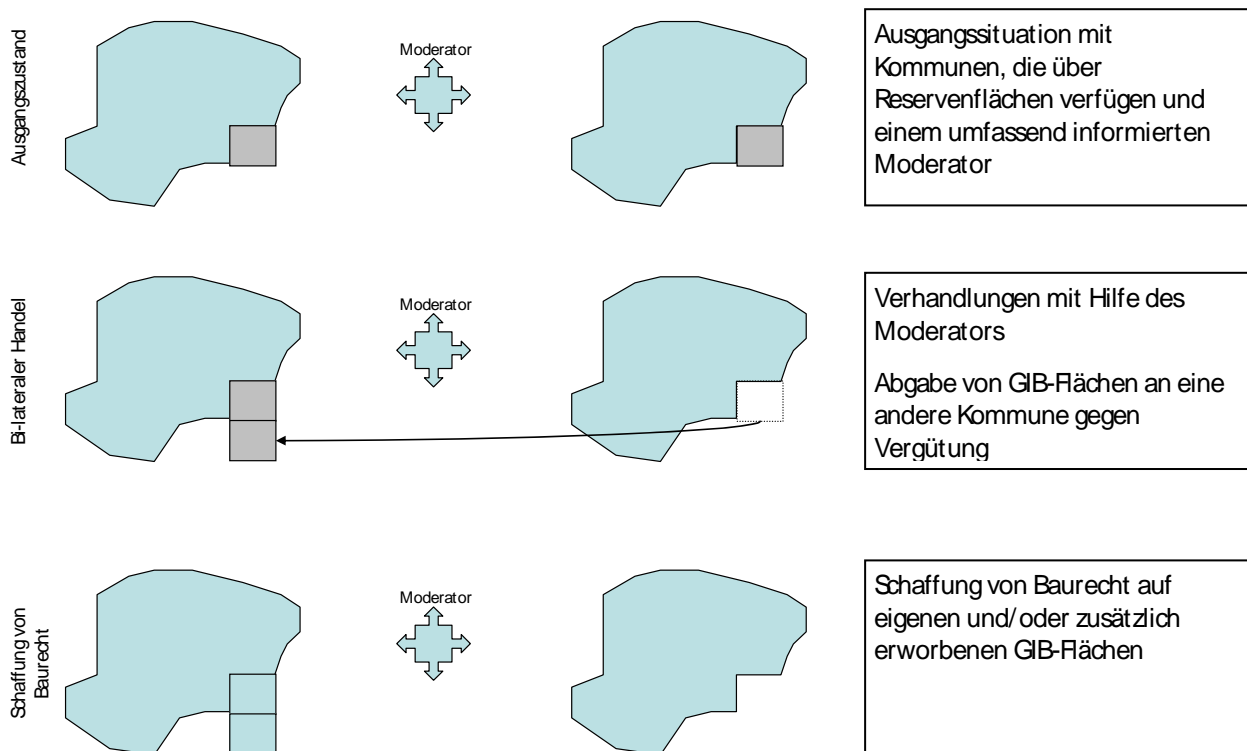 Ausgangszustand
Moderator
Ausgangssituation mit
Kommunen, die über
Reservenflächen verfügen und
einem umfassend informierten
Moderator
Bi-lateraler Handel
Moderator
Verhandlungen mit Hilfe des
Moderators
Abgabe von GIB-Flächen an eine
andere Kommune gegen
Vergütung
Schaffung von
Baurecht
Moderator
Schaffung von Baurecht auf
eigenen und/oder zusätzlich
erworbenen GIB-Flächen